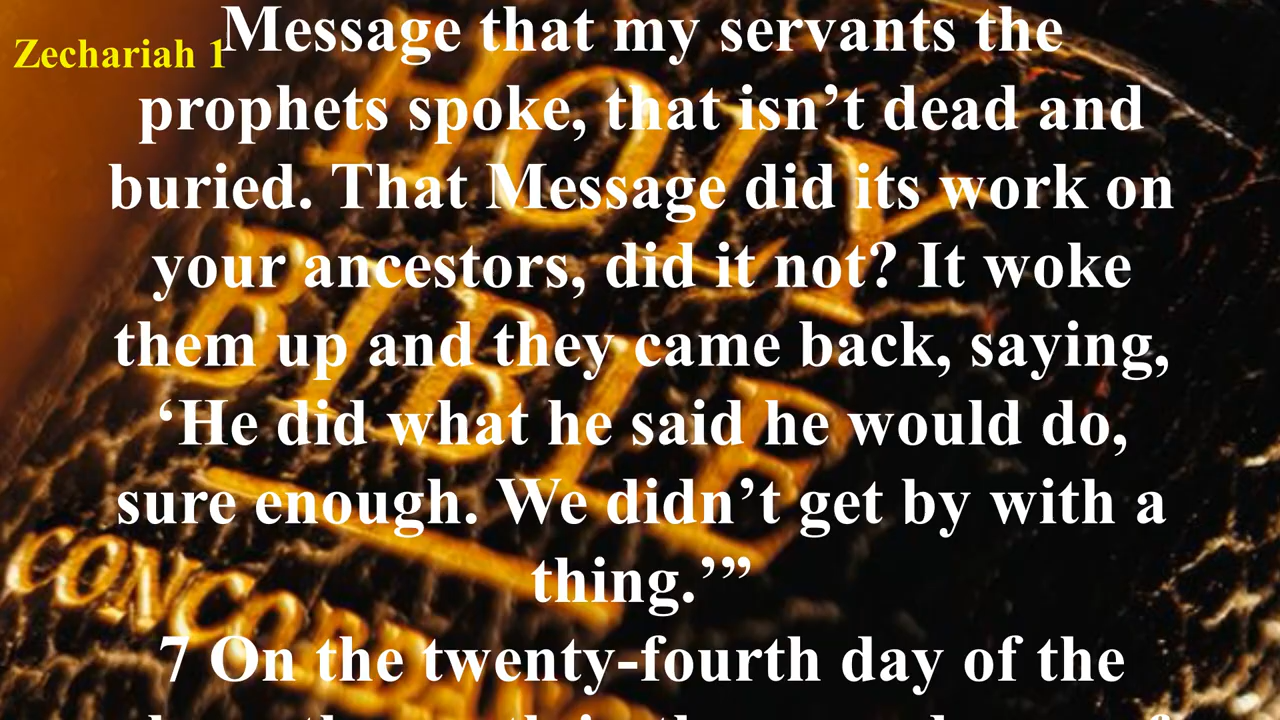 Zechariah 1
Message that my servants the
prophets spoke, that isn’t dead and
buried. That Message did its work on
your ancestors, did it not? It woke
them up and they came back, saying,
‘He did what he said he would do,
sure enough. We didn’t get by with a
thing.’”
7 On the twenty-fourth day of the
HOLY
BIBLE